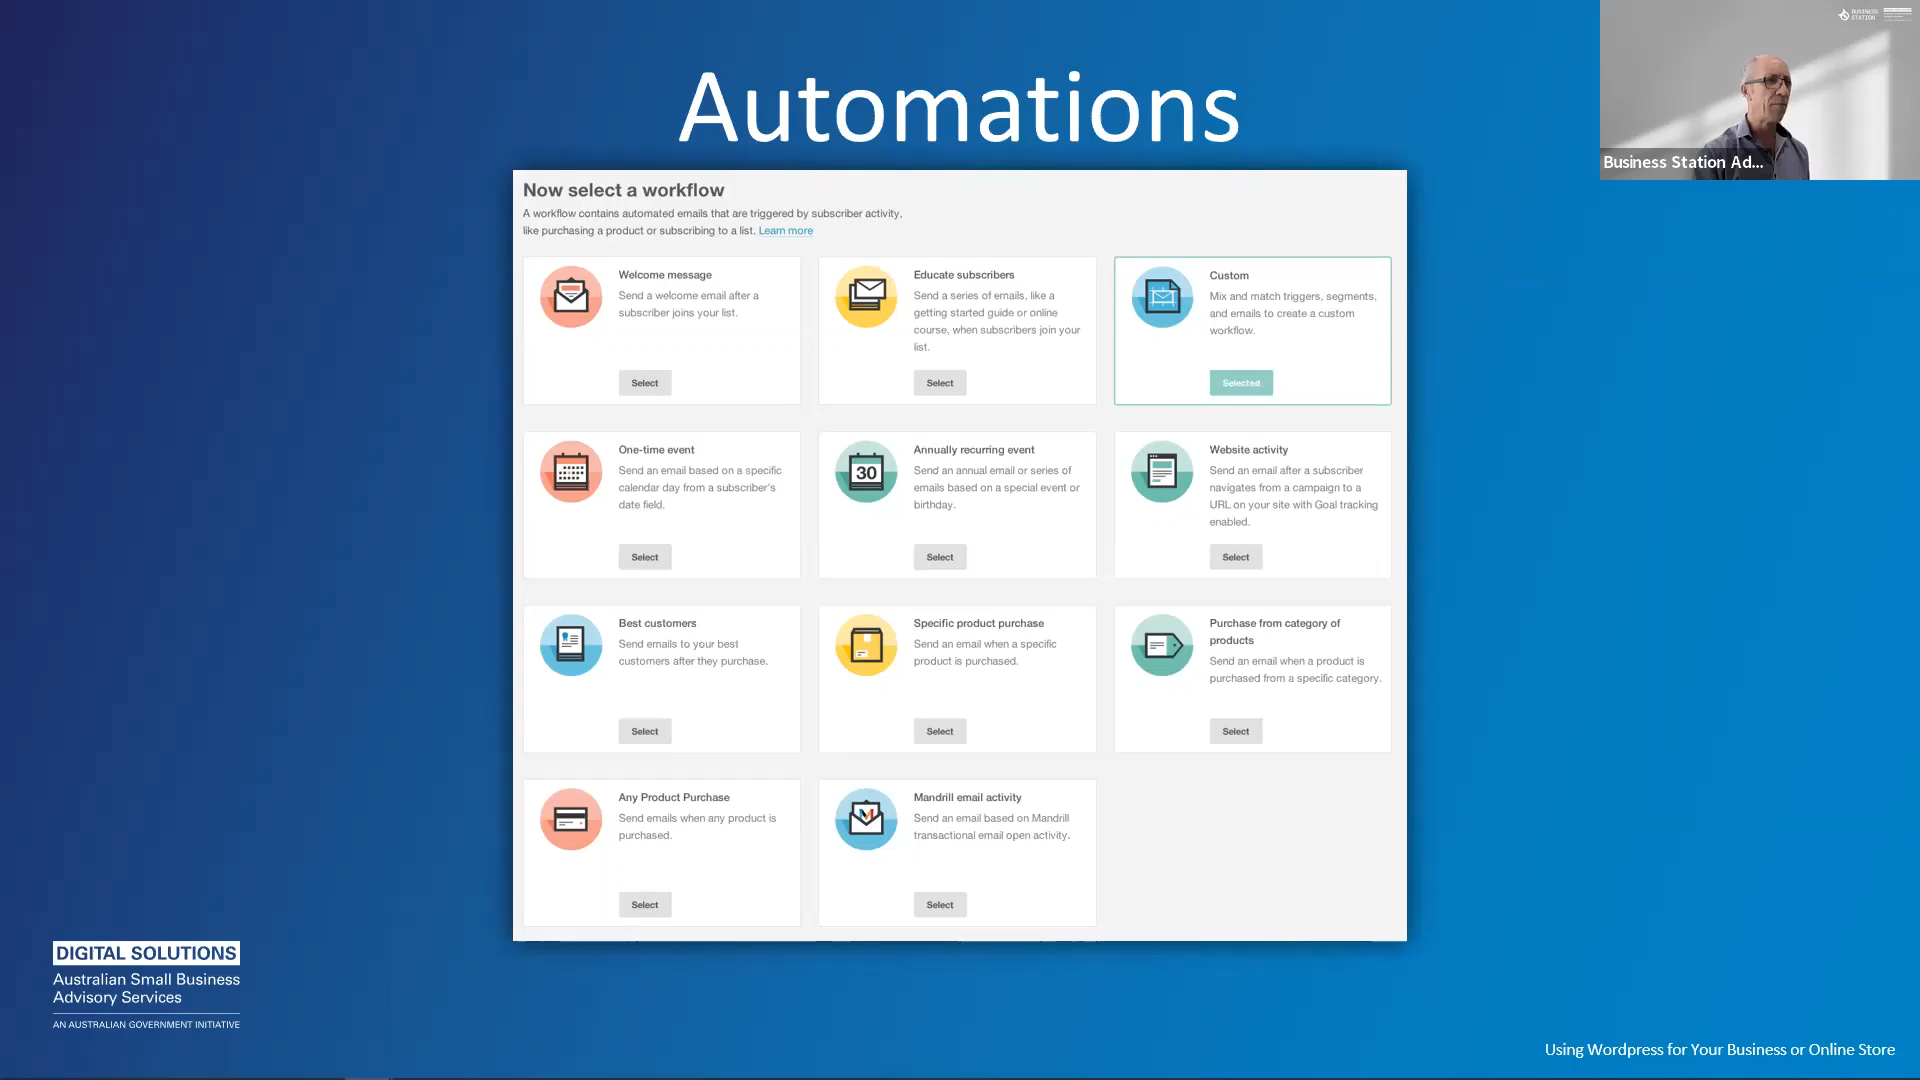 Automations
BUSINESS
STATION
Business Station Ad...
Now select a workflow
A workflow contains automated emails that are triggered by subscriber activity,
like purchasing a product or subscribing to a list. Learn more
Welcome message
Send a welcome email after a
subscriber joins your list.
Select
Educate subscribers
Send a series of emails, like a
getting started guide or online
course, when subscribers join your
list.
Select
Custom
Mix and match triggers, segments,
and emails to create a custom
workflow.
Selected
One-time event
Send an email based on a specific
calendar day from a subscriber's
date field.
Select
30
Annually recurring event
Send an annual email or series of
emails based on a special event or
birthday.
Select
Website activity
Send an email after a subscriber
navigates from a campaign to a
URL on your site with Goal tracking
enabled.
Select
Best customers
Send emails to your best
customers after they purchase.
Select
Specific product purchase
Send an email when a specific
product is purchased.
Select
Purchase from category of
products
Send an email when a product is
purchased from a specific category.
Select
Any Product Purchase
Send emails when any product is
purchased.
Select
Mandrill email activity
Send an email based on Mandrill
transactional email open activity.
Select
DIGITAL SOLUTIONS
Australian Small Business
Advisory Services
AN AUSTRALIAN GOVERNMENT INITIATIVE
Using Wordpress for Your Business or Online Store